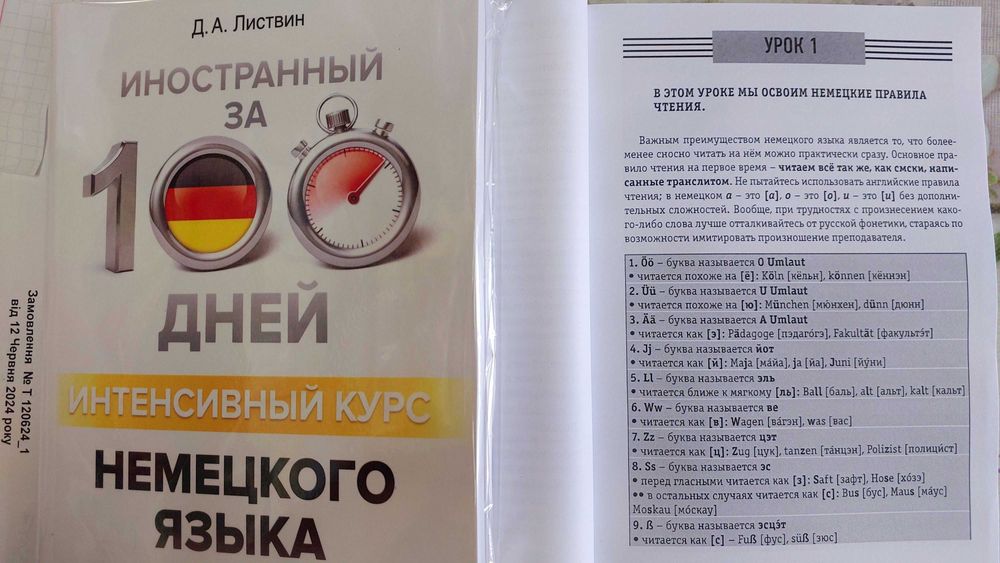 Д. А. Листвин
ИНОСТРАННЫЙ
ЗА
100
ДНЕЙ
ИНТЕНСИВНЫЙ КУРС
НЕМЕЦКОГО
ЯЗЫКА
Замовлення № Т 120624_1
від 12 Червня 2024 року
УРОК 1
В ЭТОМ УРОКЕ МЫ ОСВОИМ НЕМЕЦКИЕ ПРАВИЛА
ЧТЕНИЯ.
Важным преимуществом немецкого языка является то, что более-
менее сносно читать на нём можно практически сразу. Основное пра-
вило чтения на первое время – читаем всё так же, как смски, напи-
санные транслитом. Не пытайтесь использовать английские правила
чтения; в немецком a – это [а], o – это [о], u – это [и] без дополни-
тельных сложностей. Вообще, при трудностях с произнесением како-
го-либо слова лучше отталкивайтесь от русской фонетики, стараясь по
возможности имитировать произношение преподавателя.
1. Öö – буква называется O Umlaut
• читается похоже на [ё]: Köln [кёльн], können [кённэн]
2. Üü – буква называется U Umlaut
• читается похоже на [ю]: München [мю́нхен], dünn [дюнн]
3. Ää – буква называется A Umlaut
• читается как [э]: Pädagoge [пэдаго́гэ], Fakultät [факультэ́т]
4. Jj – буква называется йот
• читается как [й]: Maja [ма́йа], ja [йа], Juni [йу́ни]
5. Ll – буква называется эль
• читается ближе к мягкому [ль]: Ball [баль], alt [альт], kalt [кальт]
6. Ww – буква называется ве
• читается как [в]: Wagen [ва́гэн], was [вас]
7. Zz – буква называется цэт
• читается как [ц]: Zug [цук], tanzen [та́нцэн], Polizist [полици́ст]
8. Ss – буква называется эс
• перед гласными читается как [з]: Saft [зафт], Hose [хо́зэ]
•• в остальных случаях читается как [с]: Bus [бус], Maus [ма́ус]
Moskau [мо́скау]
9. ß – буква называется эсцэ́т
• читается как [с] – Fuß [фус], süß [зюс]